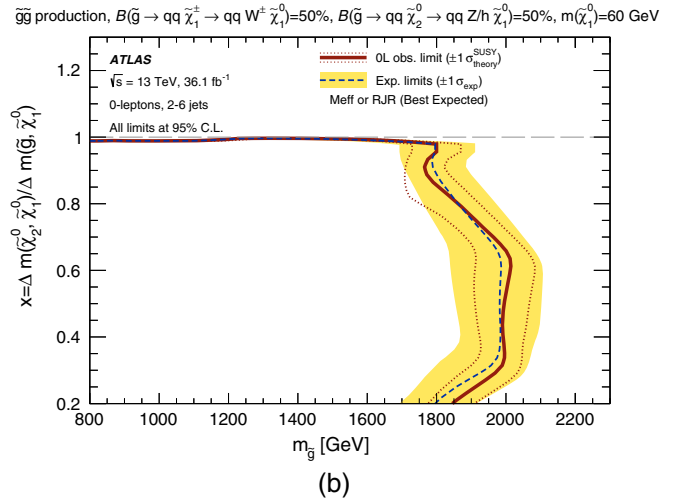 g̃g̃ production, B(g̃ → qq χ̃₁± → qq W± χ̃₁⁰)=50%, B(g̃ → qq χ̃₂⁰ → qq Z/h χ̃₁⁰)=50%, m(χ̃₁⁰)=60 GeV
x=Δ m(χ̃₂⁰, χ̃₁⁰)/Δ m(g̃, χ̃₁⁰)
ATLAS
√s = 13 TeV, 36.1 fb⁻¹
0-leptons, 2-6 jets
All limits at 95% C.L.
0L obs. limit (±1 σ^SUSY_theory)
Exp. limits (±1 σ_exp)
Meff or RJR (Best Expected)
1.2
1
0.8
0.6
0.4
0.2
800 1000 1200 1400 1600 1800 2000 2200
m_g̃ [GeV]
(b)